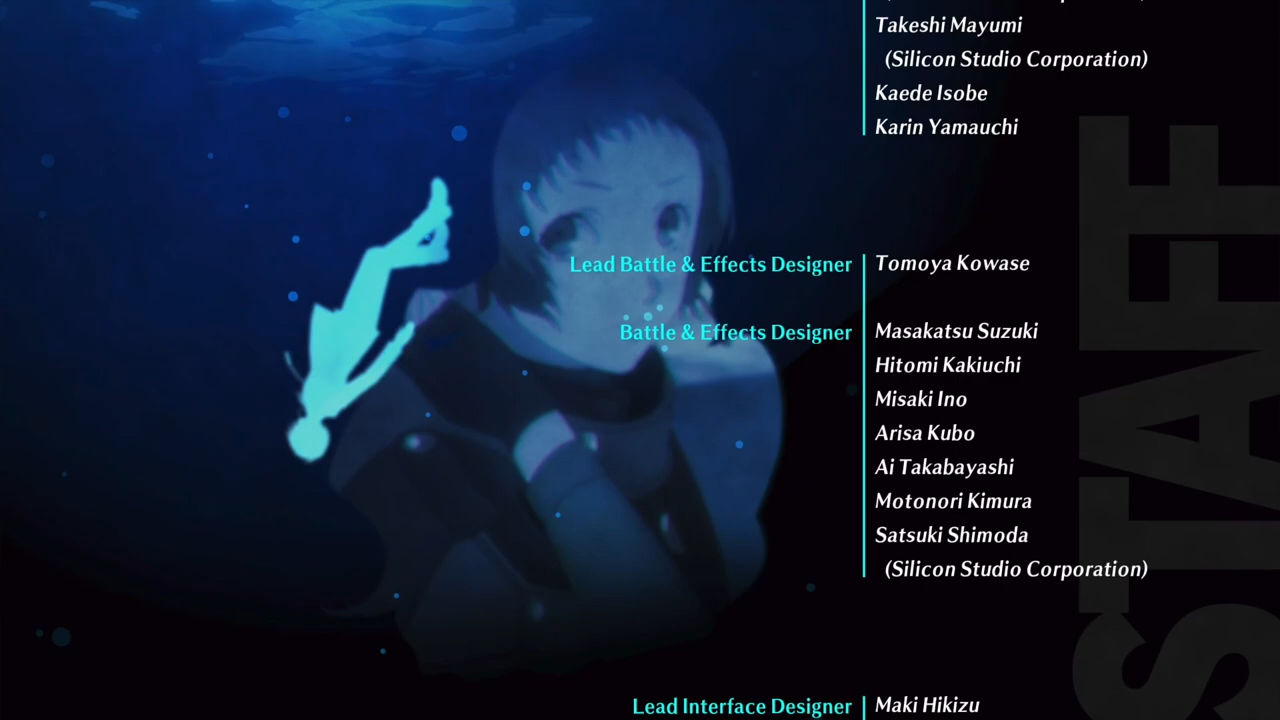 Takeshi Mayumi
(Silicon Studio Corporation)
Kaede Isobe
Karin Yamauchi
Lead Battle & Effects Designer Tomoya Kowase
Battle & Effects Designer Masakatsu Suzuki
Hitomi Kakiuchi
Misaki Ino
Arisa Kubo
Ai Takabayashi
Motonori Kimura
Satsuki Shimoda
(Silicon Studio Corporation)
Lead Interface Designer Maki Hikizu
STAFF